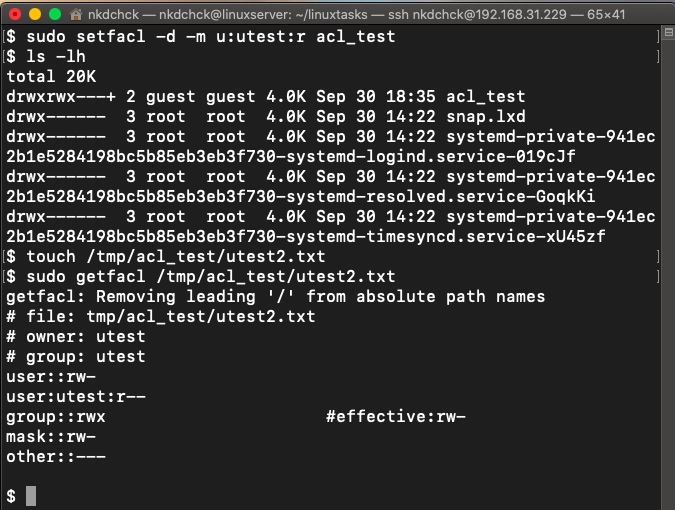 nkdchck — nkdchck@linuxserver: ~/linuxtasks — ssh nkdchck@192.168.31.229 — 65×41
[$ sudo setfacl -d -m u:utest:r acl_test ]
[$ ls -lh ]
total 20K
drwxrwx---+ 2 guest guest 4.0K Sep 30 18:35 acl_test
drwx------  3 root  root  4.0K Sep 30 14:22 snap.lxd
drwx------  3 root  root  4.0K Sep 30 14:22 systemd-private-941ec
2b1e5284198bc5b85eb3eb3f730-systemd-logind.service-019cJf
drwx------  3 root  root  4.0K Sep 30 14:22 systemd-private-941ec
2b1e5284198bc5b85eb3eb3f730-systemd-resolved.service-GoqkKi
drwx------  3 root  root  4.0K Sep 30 14:22 systemd-private-941ec
2b1e5284198bc5b85eb3eb3f730-systemd-timesyncd.service-xU45zf
[$ touch /tmp/acl_test/utest2.txt ]
[$ sudo getfacl /tmp/acl_test/utest2.txt ]
getfacl: Removing leading '/' from absolute path names
# file: tmp/acl_test/utest2.txt
# owner: utest
# group: utest
user::rw-
user:utest:r--
group::rwx                      #effective:rw-
mask::rw-
other::---
$